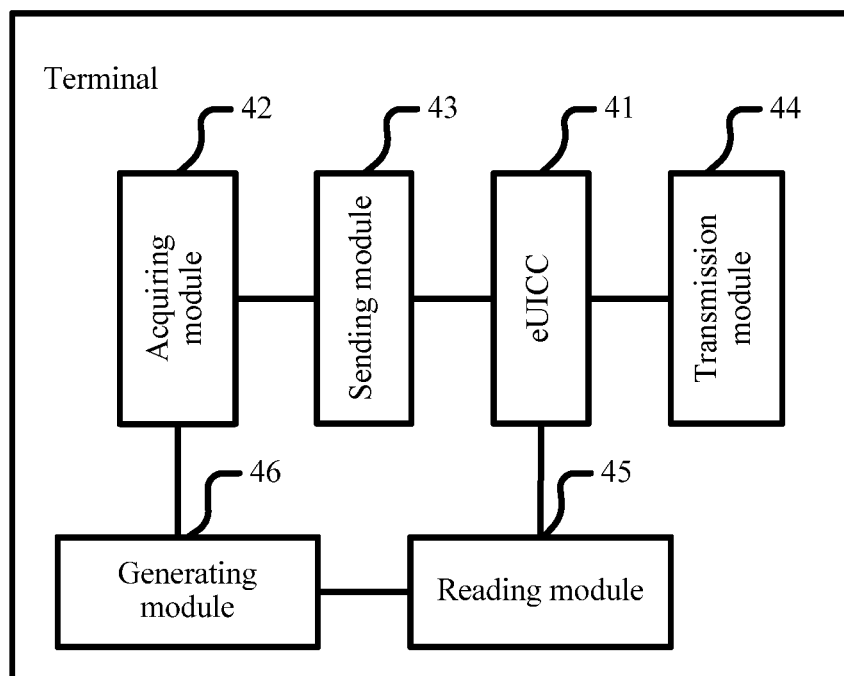 Terminal
42
43
41
44
Acquiring
module
Sending module
eUICC
Transmission
module
46
45
Generating
module
Reading module